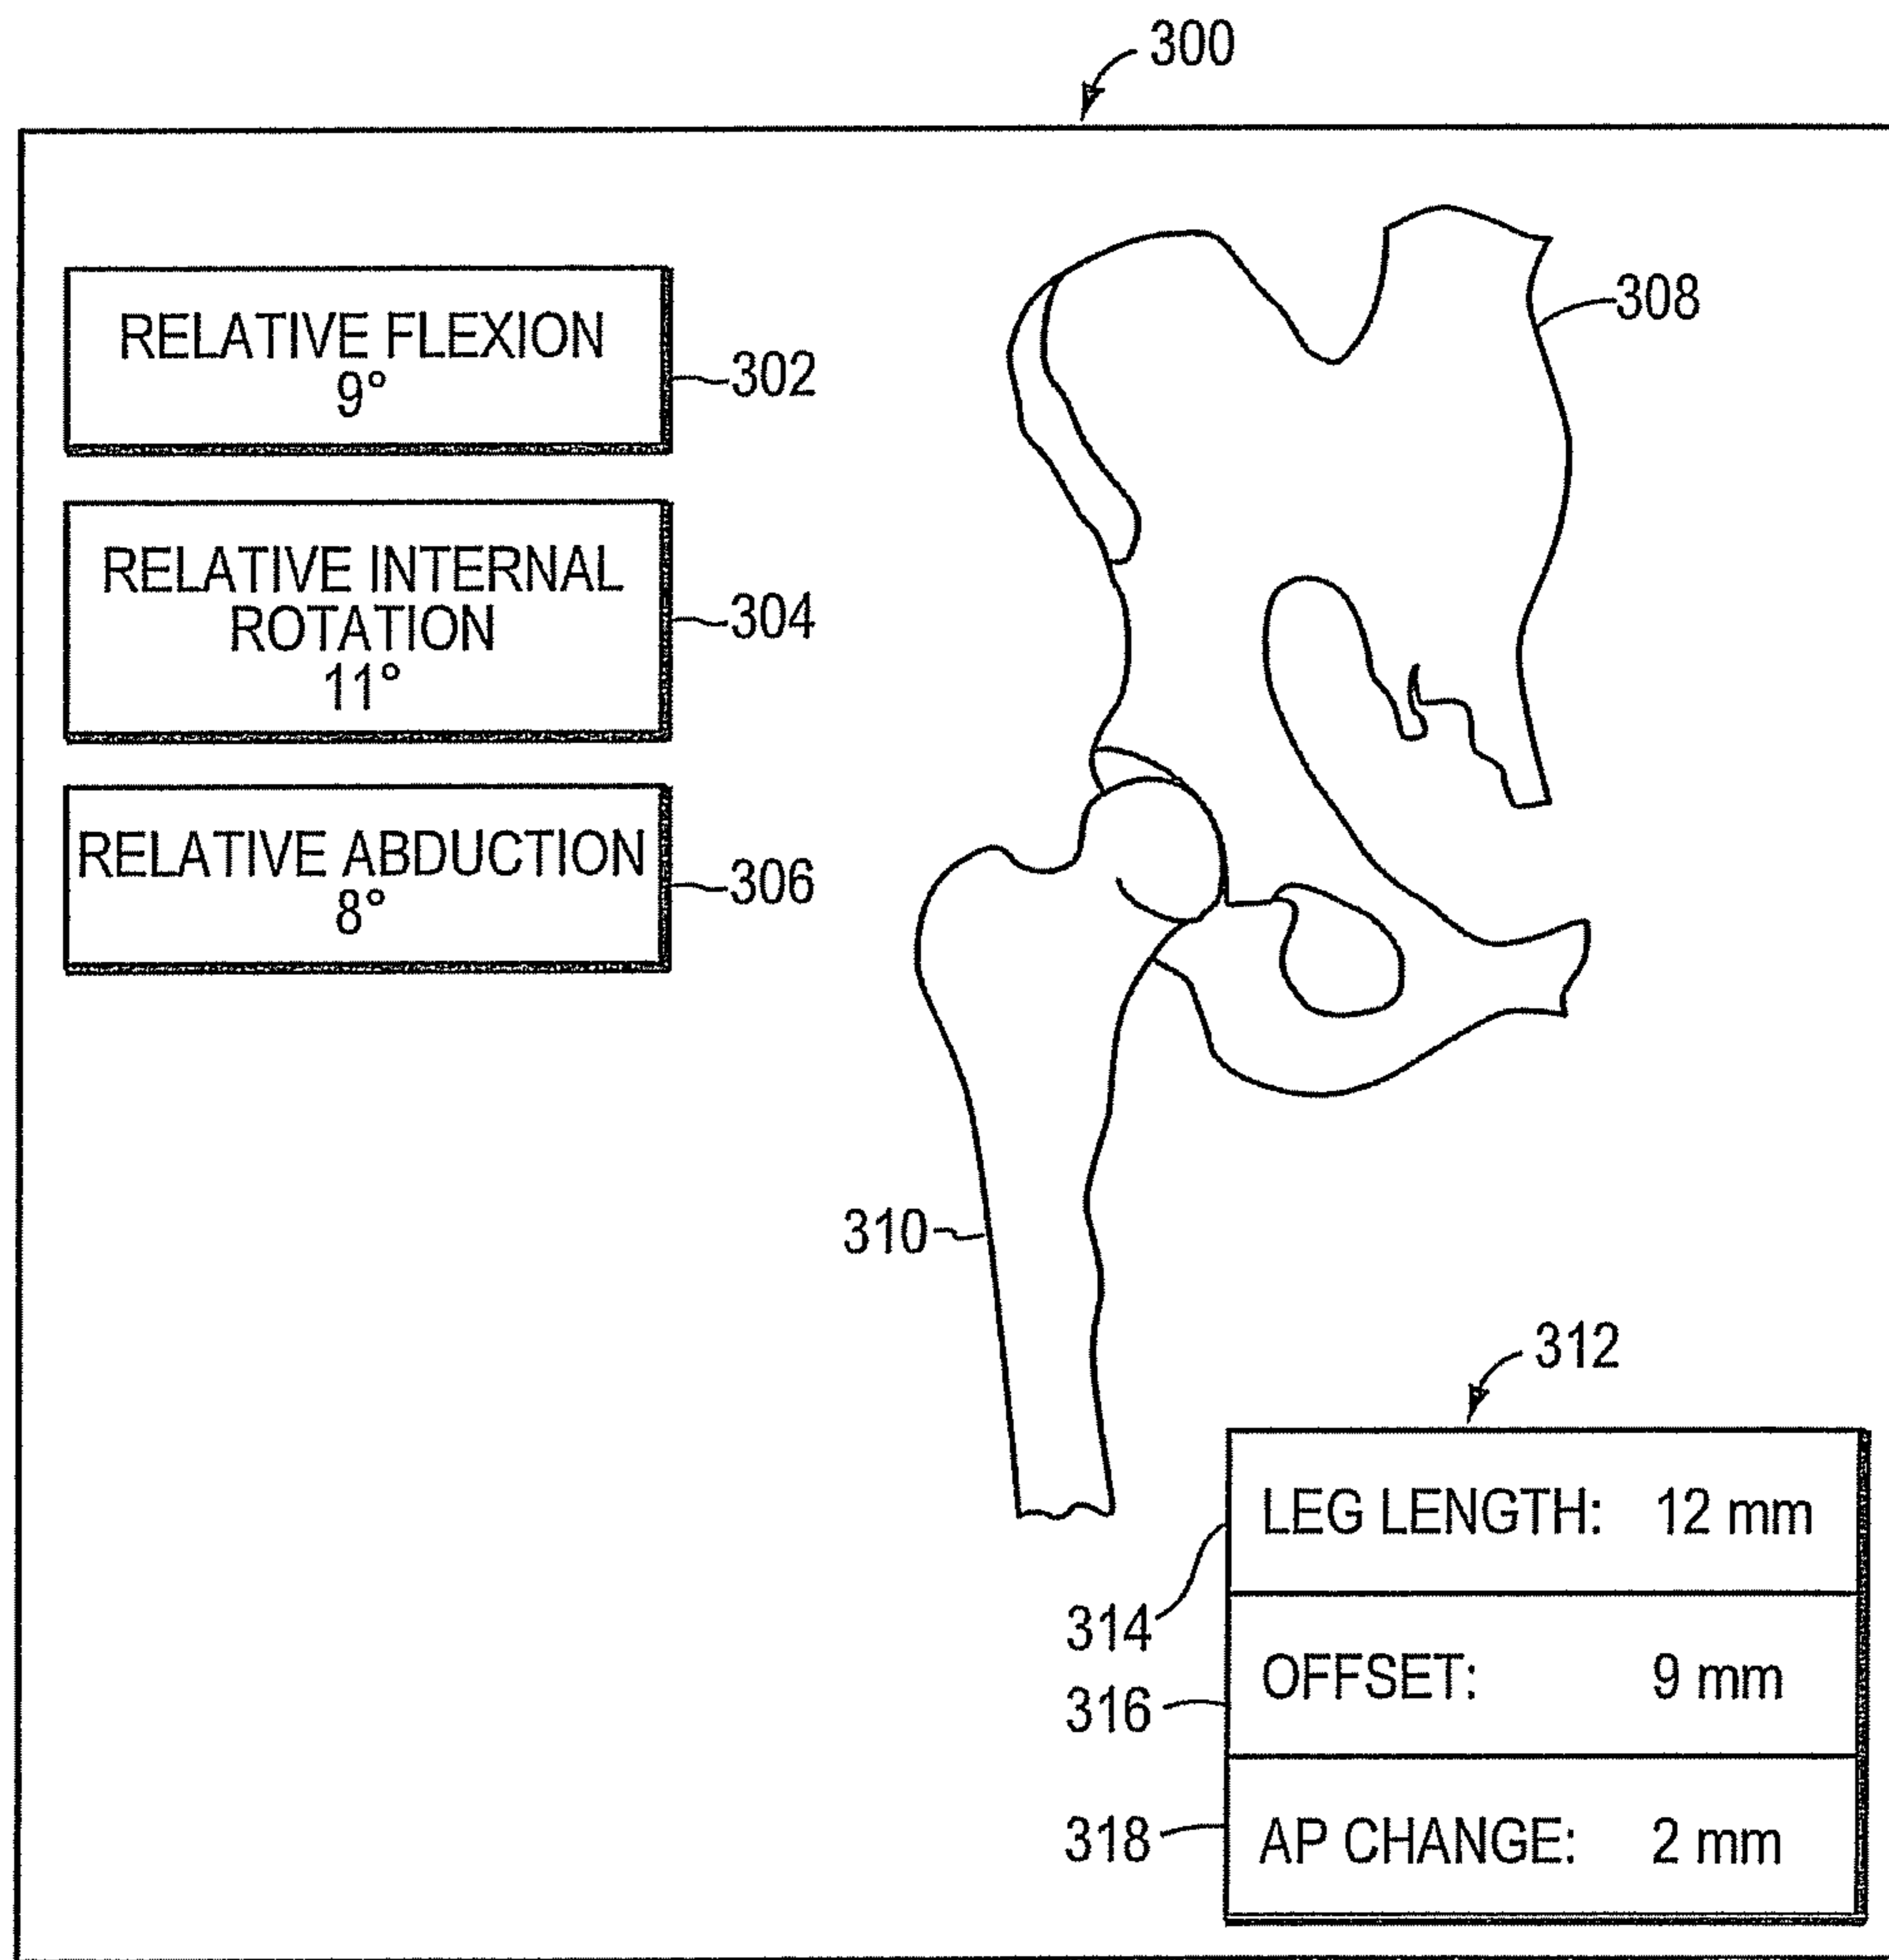 300
RELATIVE FLEXION
9°
302
308
RELATIVE INTERNAL
ROTATION
11°
304
RELATIVE ABDUCTION
8°
306
310
312
LEG LENGTH: 12 mm
314
OFFSET: 9 mm
316
AP CHANGE: 2 mm
318